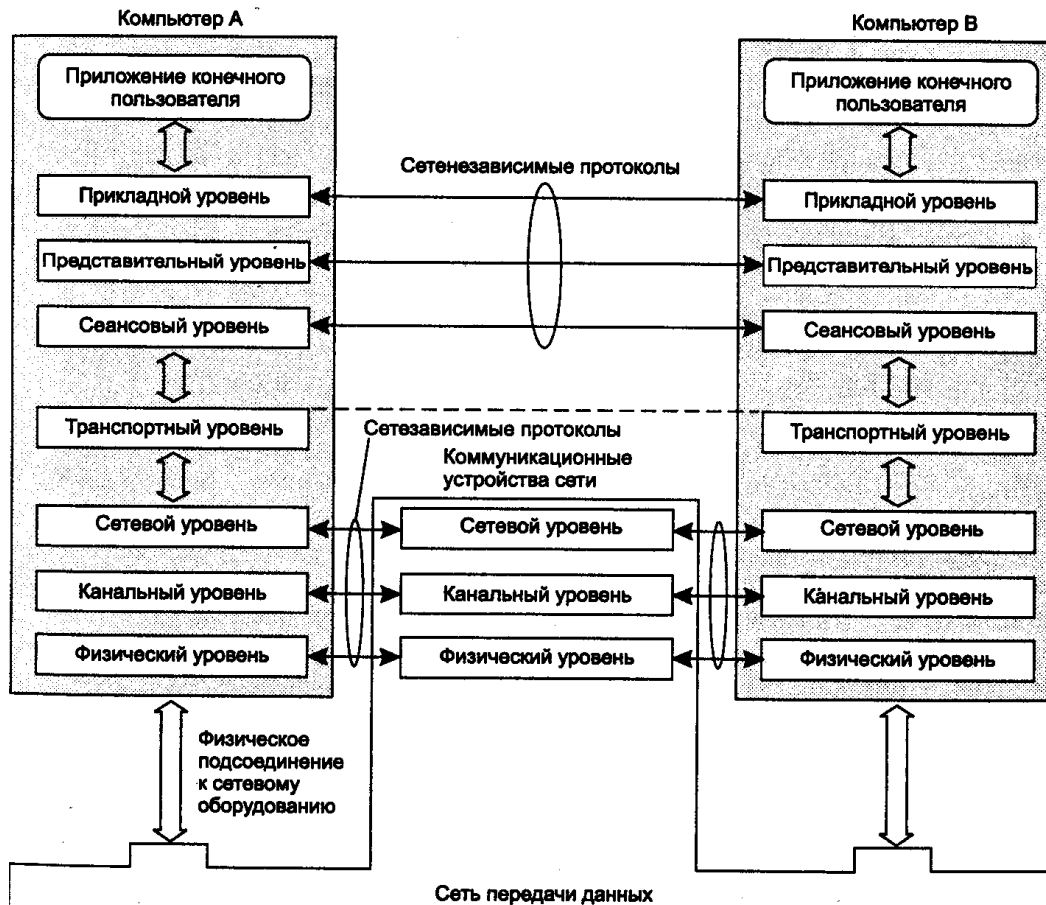 Компьютер А
Компьютер В
Приложение конечного
пользователя
Приложение конечного
пользователя
Сетенезависимые протоколы
Прикладной уровень
Прикладной уровень
Представительный уровень
Представительный уровень
Сеансовый уровень
Сеансовый уровень
Транспортный уровень
Транспортный уровень
Сетезависимые протоколы
Коммуникационные
устройства сети
Сетевой уровень
Сетевой уровень
Сетевой уровень
Канальный уровень
Канальный уровень
Канальный уровень
Физический уровень
Физический уровень
Физический уровень
Физическое
подсоединение
к сетевому
оборудованию
Сеть передачи данных